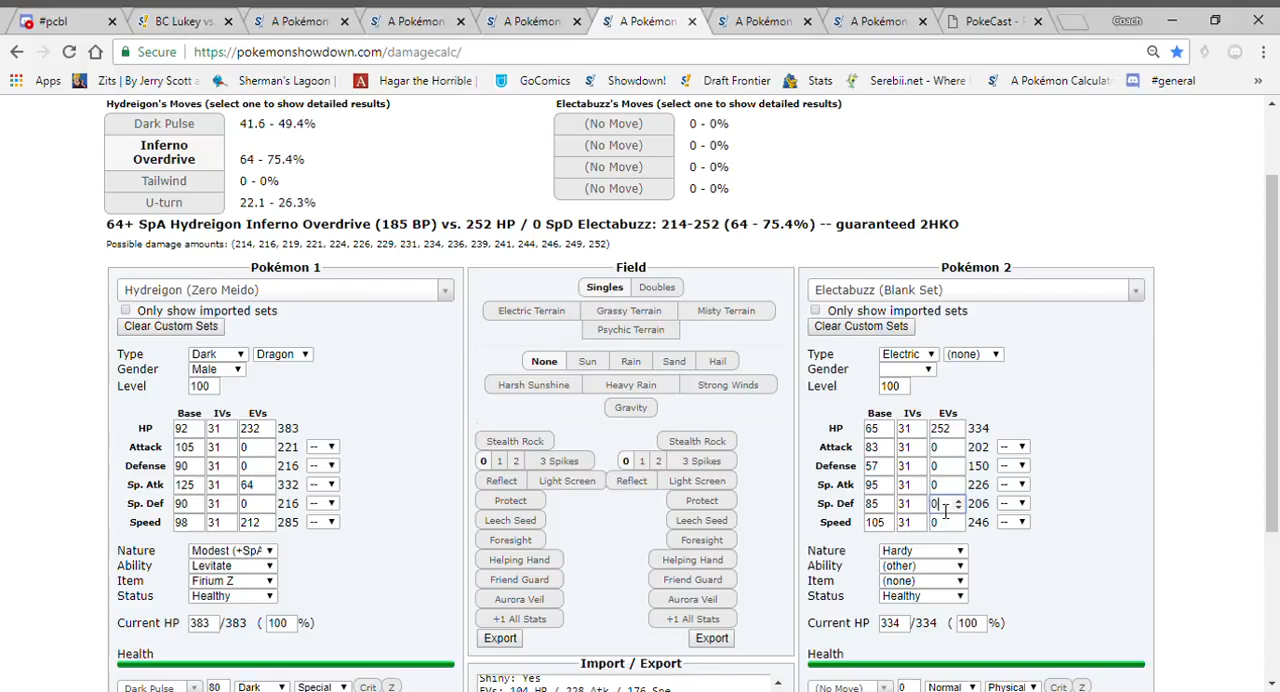 #pcbl BC Lukey vs. A Pokémon A Pokémon A Pokémon A Pokémon A Pokémon A Pokémon PokeCast - Coach
Secure https://pokemonshowdown.com/damagecalc/
Apps Zits | By Jerry Scott Sherman's Lagoon | Hagar the Horrible | GoComics Showdown! Dit Frontier Stats Serebii.net - Where A Pokémon Calculat #general »
Hydreigon's Moves (select one to show detailed results) Electabuzz's Moves (select one to show detailed results)
Dark Pulse 41.6 - 49.4% (No Move) 0 - 0%
Inferno Overdrive 64 - 75.4% (No Move) 0 - 0%
Tailwind 0 - 0% (No Move) 0 - 0%
U-turn 22.1 - 26.3% (No Move) 0 - 0%
64+ SpA Hydreigon Inferno Overdrive (185 BP) vs. 252 HP / 0 SpD Electabuzz: 214-252 (64 - 75.4%) -- guaranteed 2HKO
Possible damage amounts: (214, 216, 219, 221, 224, 226, 229, 231, 234, 236, 239, 241, 244, 246, 249, 252)
Pokémon 1 Field Pokémon 2
Hydreigon (Zero Meido) Singles Doubles Electabuzz (Blank Set)
Only show imported sets Electric Terrain Grassy Terrain Misty Terrain Only show imported sets
Clear Custom Sets Psychic Terrain Clear Custom Sets
Type Dark Dragon None Sun Rain Sand Hail Type Electric (none)
Gender Male Gender
Level 100 Harsh Sunshine Heavy Rain Strong Winds Level 100
Gravity
Base IVs EVs Base IVs EVs
HP 92 31 232 383 HP 65 31 252 334
Attack 105 31 0 221 -- Stealth Rock Stealth Rock Attack 83 31 0 202 --
Defense 90 31 0 216 -- 0 1 2 3 Spikes 0 1 2 3 Spikes Defense 57 31 0 150 --
Sp. Atk 125 31 64 332 -- Reflect Light Screen Reflect Light Screen Sp. Atk 95 31 0 226 --
Sp. Def 90 31 0 216 -- Protect Protect Sp. Def 85 31 0 206 --
Speed 98 31 212 285 -- Leech Seed Leech Seed Speed 105 31 0 246 --
Foresight Foresight
Nature Modest (+SpA Helping Hand Helping Hand Nature Hardy
Ability Levitate Friend Guard Friend Guard Ability (other)
Item Firium Z Aurora Veil Aurora Veil Item (none)
Status Healthy +1 All Stats +1 All Stats Status Healthy
Current HP 383 /383 ( 100 %) Export Export Current HP 334 /334 ( 100 %)
Health Import / Export Health
Shiny: Yes
EVs: 104 HP / 228 Atk / 176 Spe
Dark Pulse 80 Dark Special Crit Z (No Move) 0 Normal Physical Crit Z